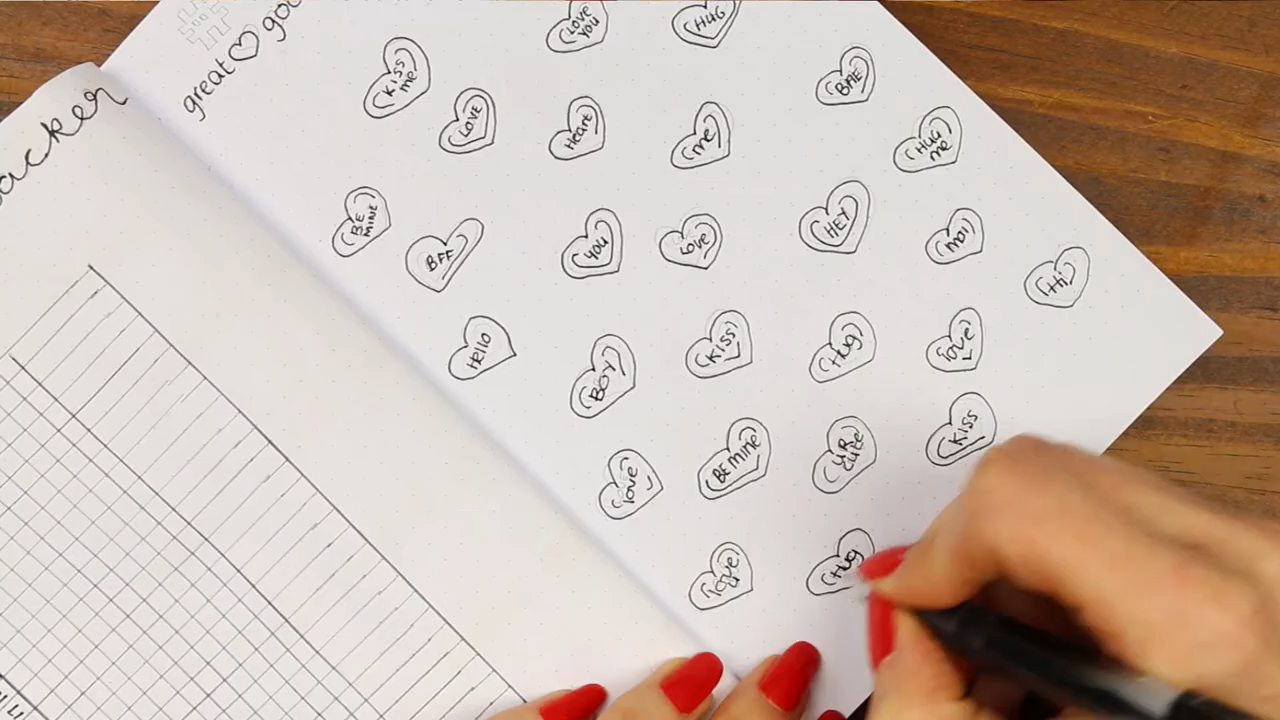 acker
great ♡ goo
LOVE
YOU
HUG
KISS
me
LOVE
Heart
me
BAE
HUG
me
BE
MINE
BFF
YOU
LOVE
HEY
moi
Hi
Hello
BOY
KISS
HUG
love
love
BE mine
UR
CUTE
KISS
love
HUG